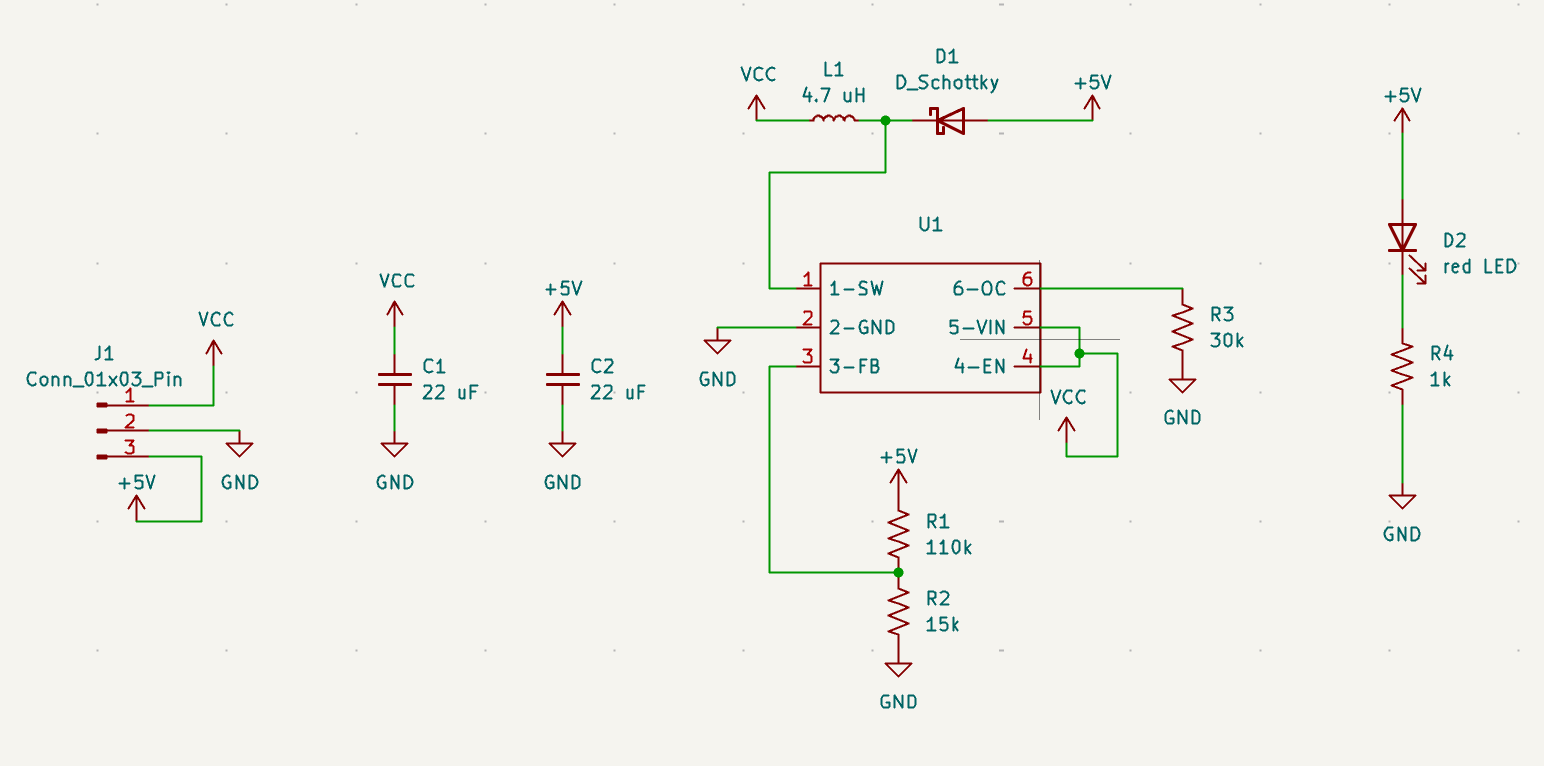 J1
Conn_01x03_Pin
1
2
3
VCC
GND
+5V
VCC
C1
22 uF
GND
+5V
C2
22 uF
GND
VCC
L1
4.7 uH
D1
D_Schottky
+5V
U1
1
1-SW
2
2-GND
3
3-FB
6-OC
6
5-VIN
5
4-EN
4
GND
VCC
R3
30k
GND
+5V
R1
110k
R2
15k
GND
+5V
D2
red LED
R4
1k
GND